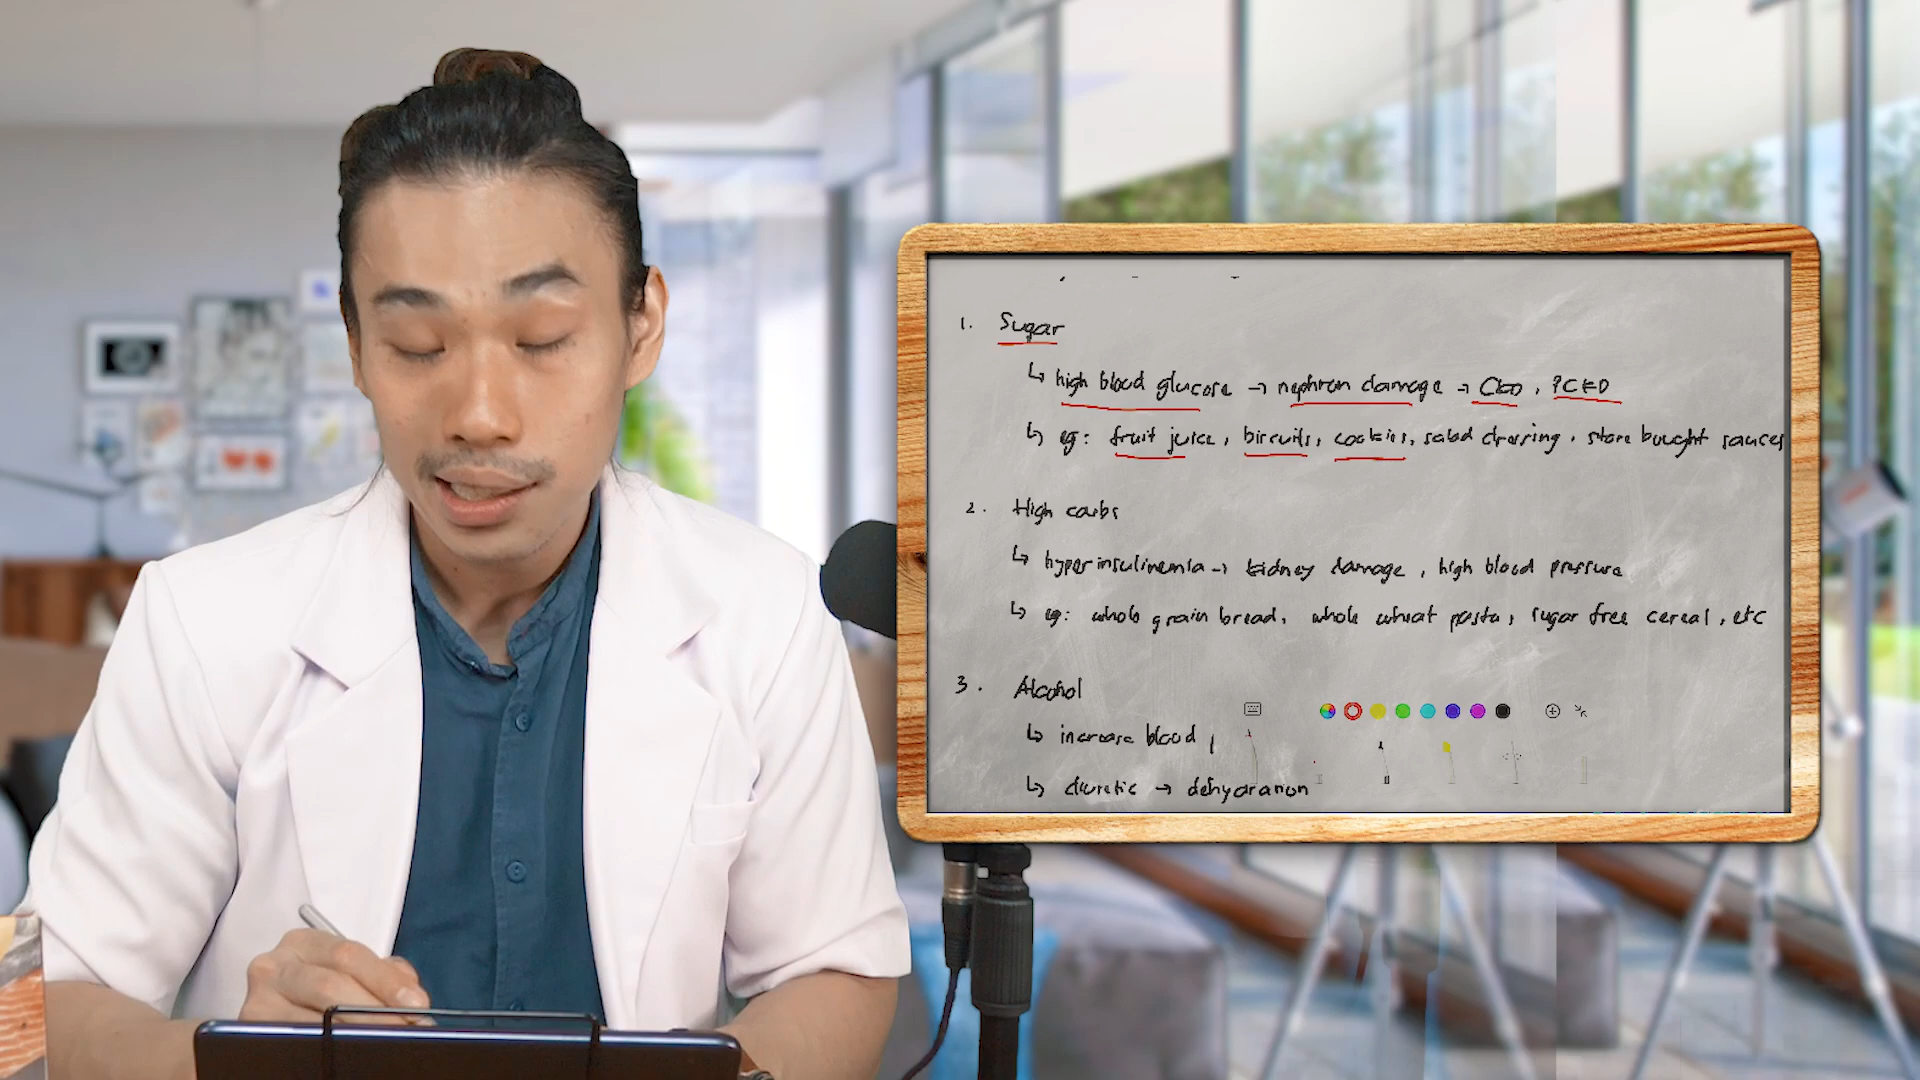 1. Sugar
↳ high blood glucose → nephron damage → CKD, PCKD
↳ eg: fruit juice, biscuits, cookies, salad dressing, store bought sauces
2. High carbs
↳ hyperinsulinemia → kidney damage, high blood pressure
↳ eg: whole grain bread, whole wheat pasta, sugar free cereal, etc
3. Alcohol
↳ increase blood
↳ diuretic → dehydration